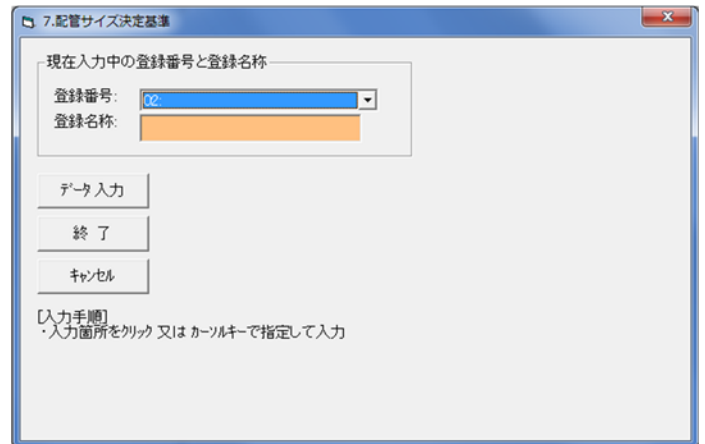 7.配管サイズ決定基準
現在入力中の登録番号と登録名称
登録番号: 02:
登録名称:
ﾃﾞｰﾀ 入力
終 了
ｷｬﾝｾﾙ
[入力手順]
・入力箇所をｸﾘｯｸ 又は ｶｰｿﾙｷｰで指定して入力